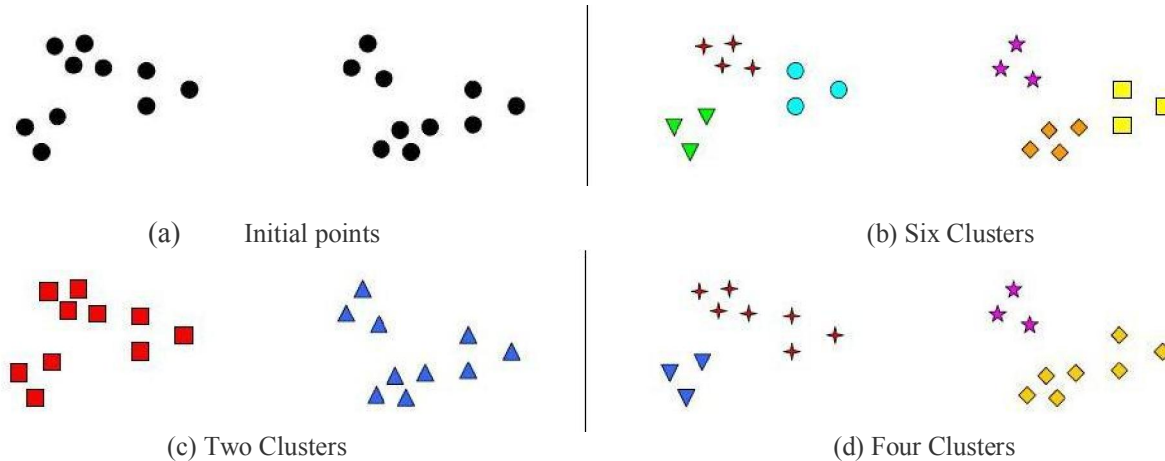 (a) Initial points
(b) Six Clusters
(c) Two Clusters
(d) Four Clusters